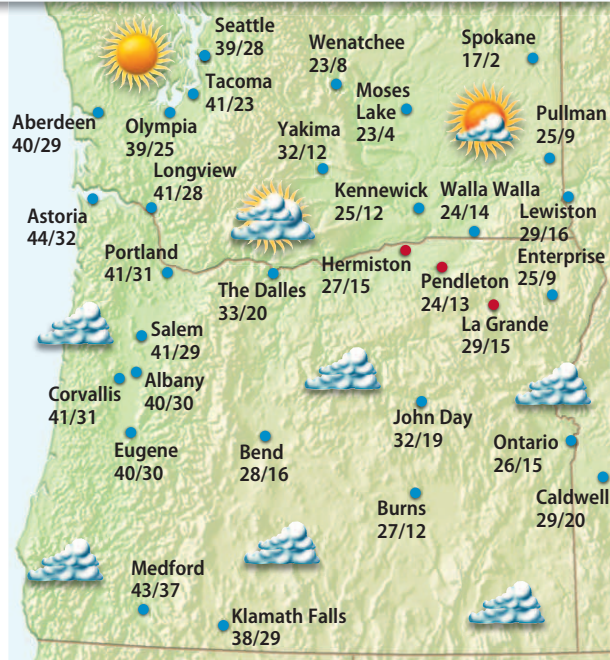 Seattle
39/28
Wenatchee
23/8
Spokane
17/2
Tacoma
41/23
Moses
Lake
23/4
Aberdeen
40/29
Olympia
39/25
Yakima
32/12
Pullman
25/9
Longview
41/28
Kennewick
25/12
Walla Walla
24/14
Lewiston
29/16
Astoria
44/32
Portland
41/31
The Dalles
33/20
Hermiston
27/15
Pendleton
24/13
Enterprise
25/9
La Grande
29/15
Salem
41/29
Corvallis
41/31
Albany
40/30
John Day
32/19
Eugene
40/30
Bend
28/16
Ontario
26/15
Burns
27/12
Caldwell
29/20
Medford
43/37
Klamath Falls
38/29